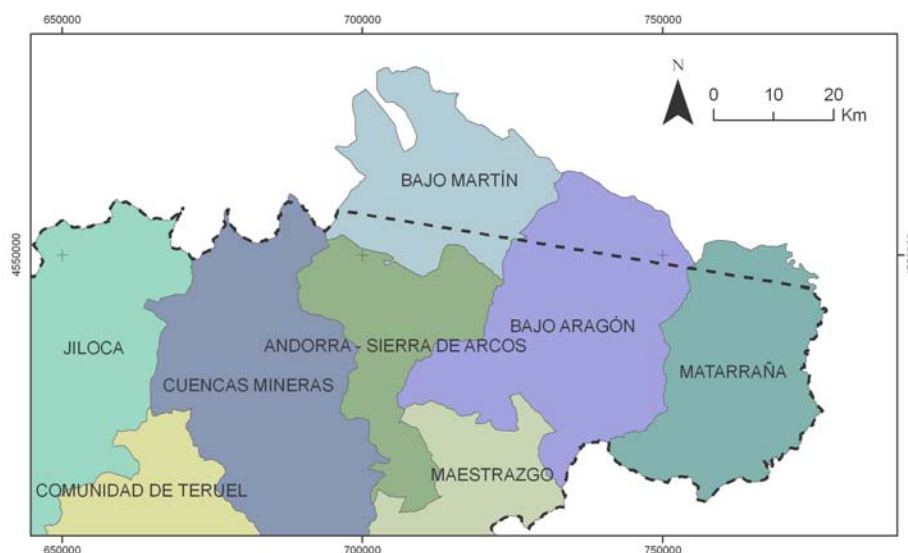 650000
700000
750000
N
0 10 20
Km
BAJO MARTÍN
4550000
JILOCA
BAJO ARAGÓN
ANDORRA - SIERRA DE ARCOS
MATARRAÑA
CUENCAS MINERAS
MAESTRAZGO
COMUNIDAD DE TERUEL
650000
700000
750000